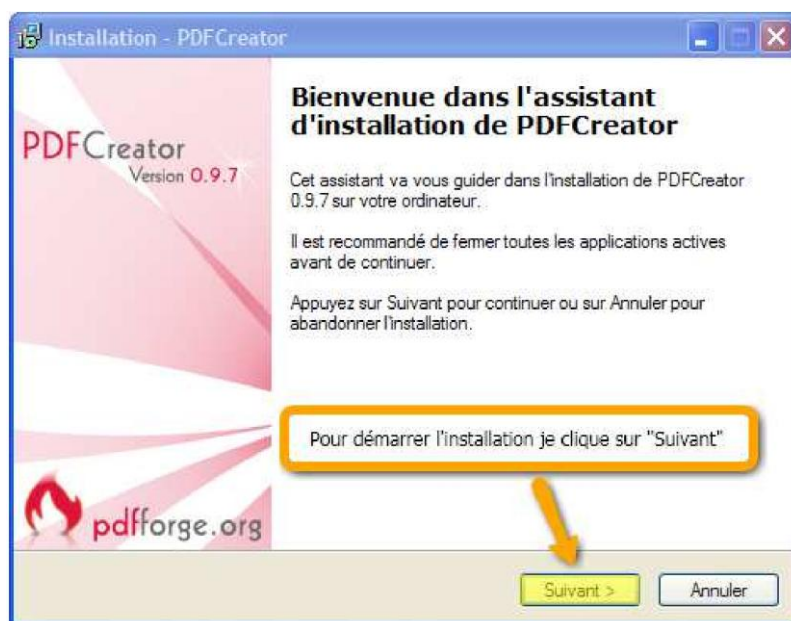 Installation - PDFCreator
PDFCreator
Version 0.9.7
Bienvenue dans l'assistant
d'installation de PDFCreator
Cet assistant va vous guider dans l'installation de PDFCreator
0.9.7 sur votre ordinateur.
Il est recommandé de fermer toutes les applications actives
avant de continuer.
Appuyez sur Suivant pour continuer ou sur Annuler pour
abandonner l'installation.
Pour démarrer l'installation je clique sur "Suivant"
pdfforge.org
Suivant >
Annuler